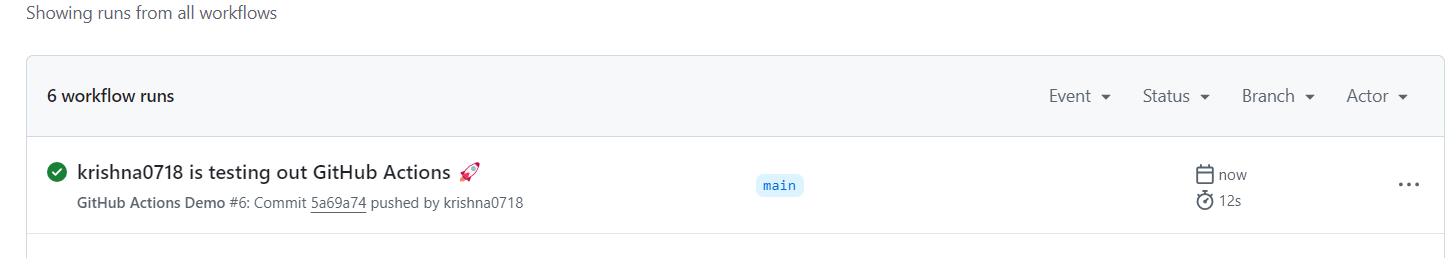 Showing runs from all workflows
6 workflow runs
Event Status Branch Actor
krishna0718 is testing out GitHub Actions 🚀
main
now
GitHub Actions Demo #6: Commit 5a69a74 pushed by krishna0718
12s